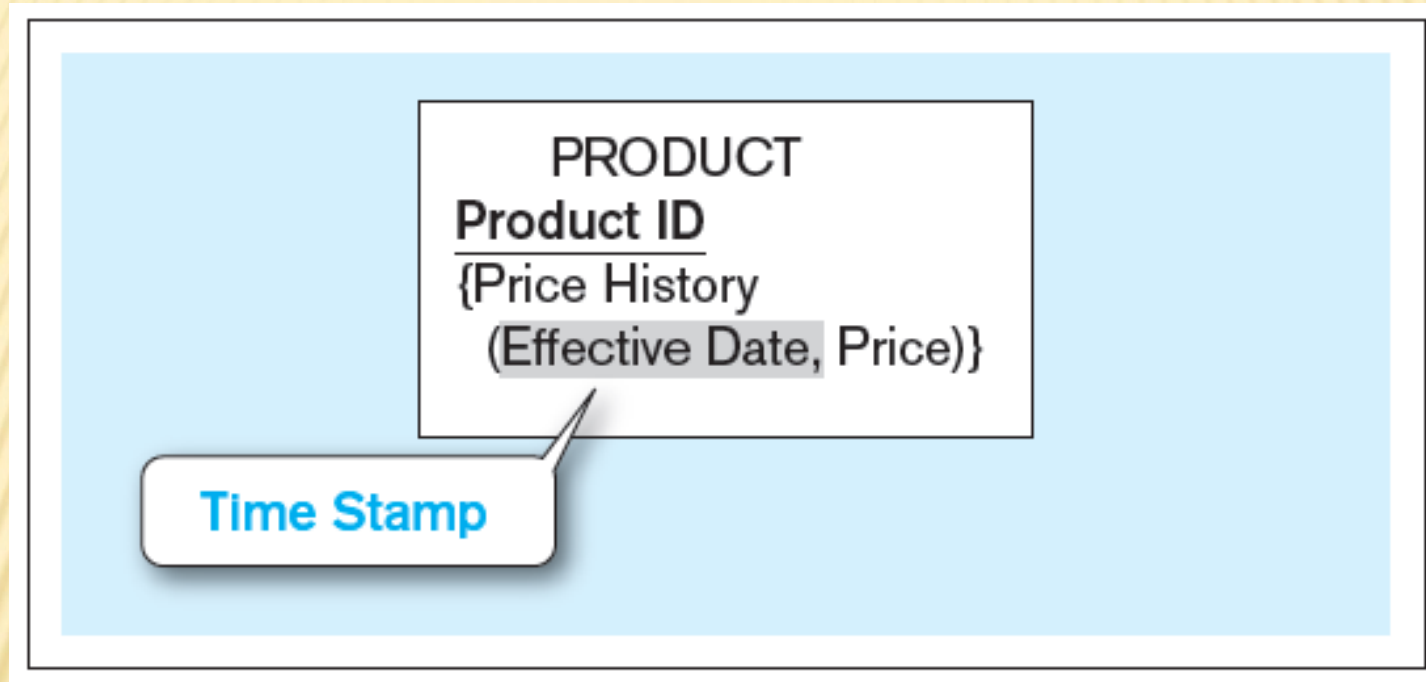 PRODUCT
Product ID
{Price History
(Effective Date, Price)}
Time Stamp